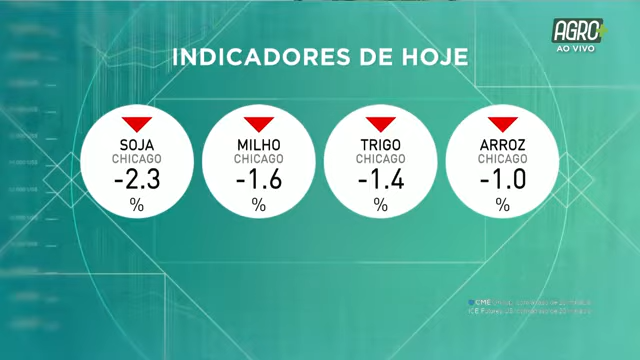 AGRO+
AO VIVO
INDICADORES DE HOJE
SOJA
CHICAGO
-2.3
%
MILHO
CHICAGO
-1.6
%
TRIGO
CHICAGO
-1.4
%
ARROZ
CHICAGO
-1.0
%
CME